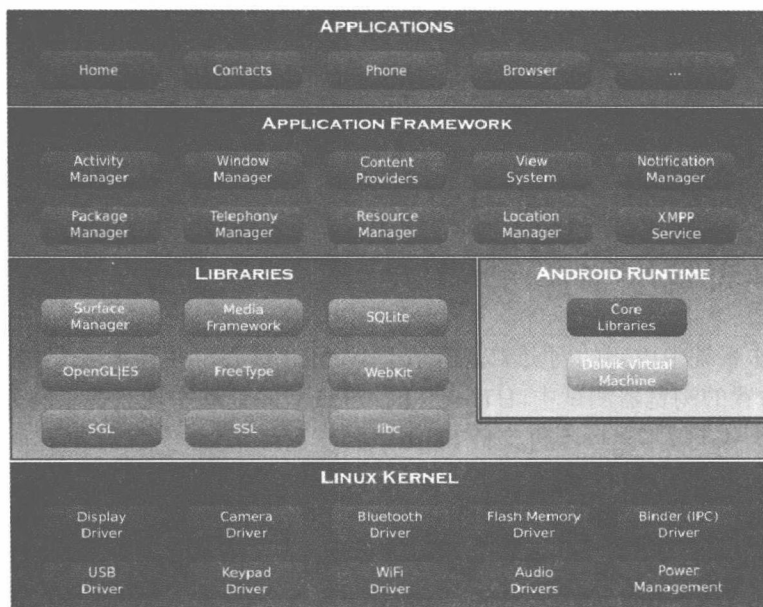 APPLICATIONS
Home Contacts Phone Browser ...
APPLICATION FRAMEWORK
Activity Manager Window Manager Content Providers View System Notification Manager
Package Manager Telephony Manager Resource Manager Location Manager XMPP Service
LIBRARIES
Surface Manager Media Framework SQLite
OpenGL|ES FreeType WebKit
SGL SSL libc
ANDROID RUNTIME
Core Libraries
Dalvik Virtual Machine
LINUX KERNEL
Display Driver Camera Driver Bluetooth Driver Flash Memory Driver Binder (IPC) Driver
USB Driver Keypad Driver WiFi Driver Audio Drivers Power Management